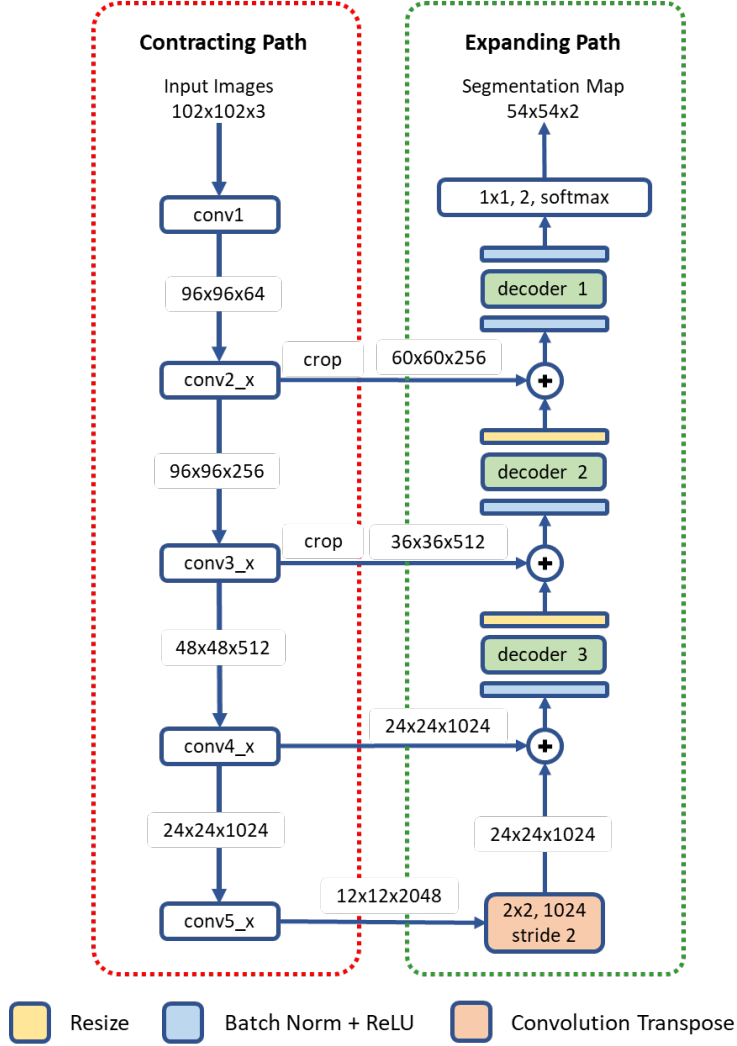 Contracting Path
Expanding Path
Input Images
102x102x3
Segmentation Map
54x54x2
1x1, 2, softmax
conv1
decoder 1
96x96x64
crop
60x60x256
conv2_x
+
decoder 2
96x96x256
crop
36x36x512
conv3_x
+
decoder 3
48x48x512
24x24x1024
conv4_x
+
24x24x1024
24x24x1024
12x12x2048
conv5_x
2x2, 1024
stride 2
Resize
Batch Norm + ReLU
Convolution Transpose